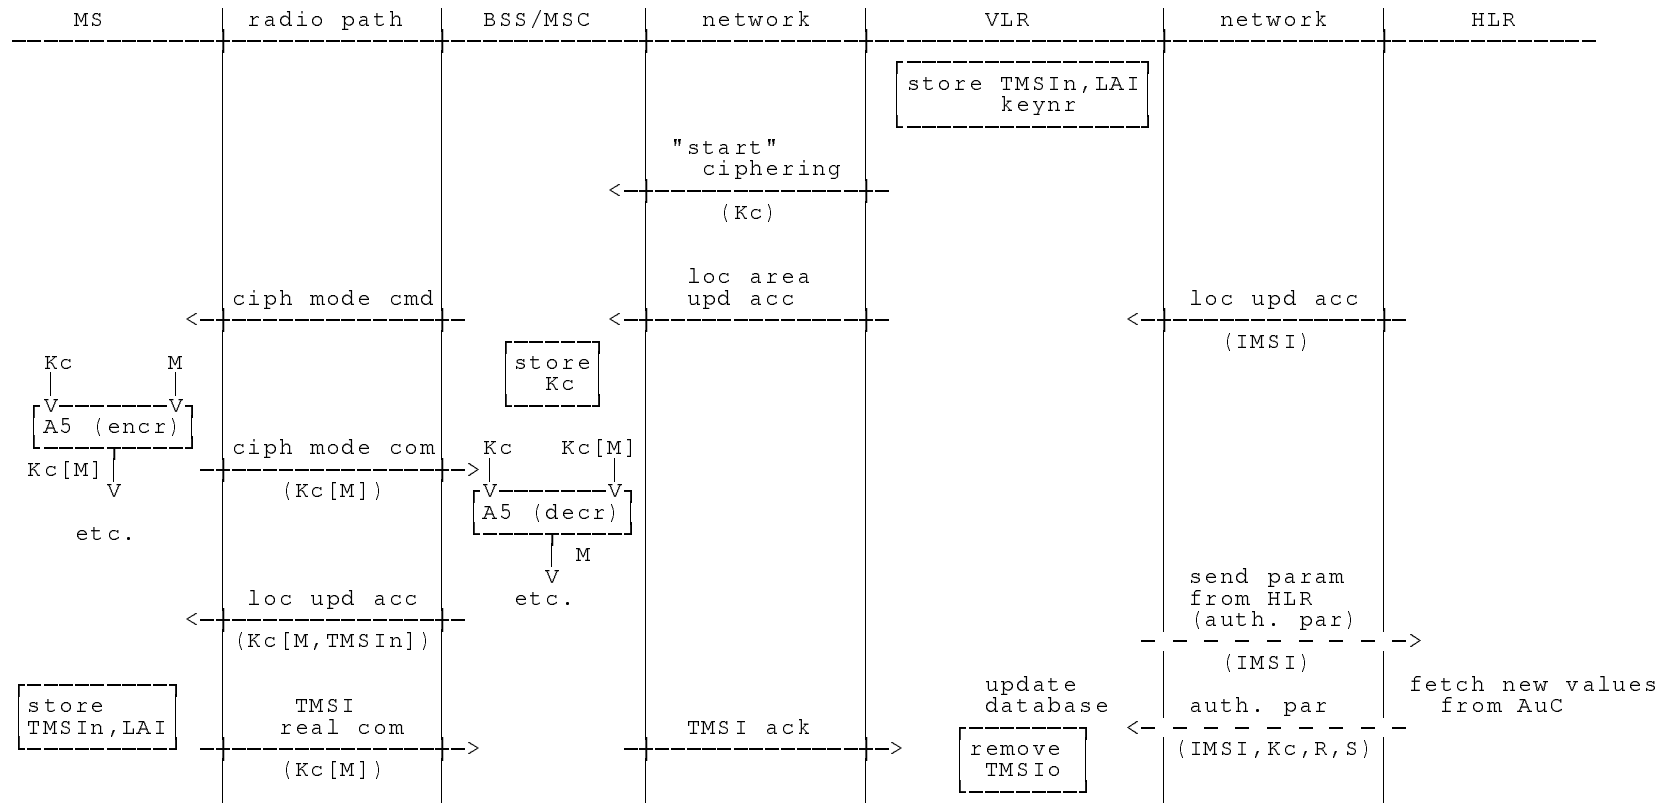 MS radio path BSS/MSC network VLR network HLR
store TMSIn,LAI
keynr
"start"
ciphering
(Kc)
loc area
ciph mode cmd upd acc loc upd acc
(IMSI)
Kc M store
Kc
A5 (encr)
ciph mode com Kc Kc[M]
Kc[M]
(Kc[M])
A5 (decr)
etc.
M
send param
loc upd acc etc. from HLR
(auth. par)
(Kc[M,TMSIn])
(IMSI)
update fetch new values
store TMSI database auth. par from AuC
TMSIn,LAI real com TMSI ack
remove (IMSI,Kc,R,S)
(Kc[M]) TMSIo